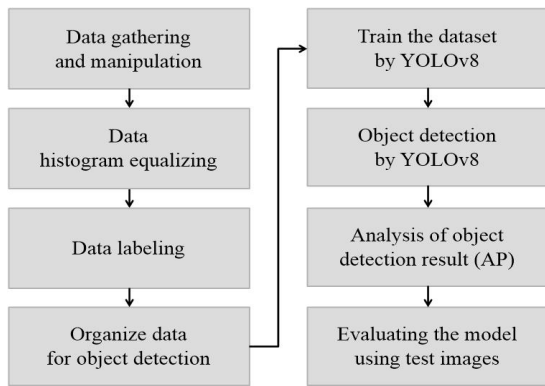 Data gathering
and manipulation
Data
histogram equalizing
Data labeling
Organize data
for object detection
Train the dataset
by YOLOv8
Object detection
by YOLOv8
Analysis of object
detection result (AP)
Evaluating the model
using test images